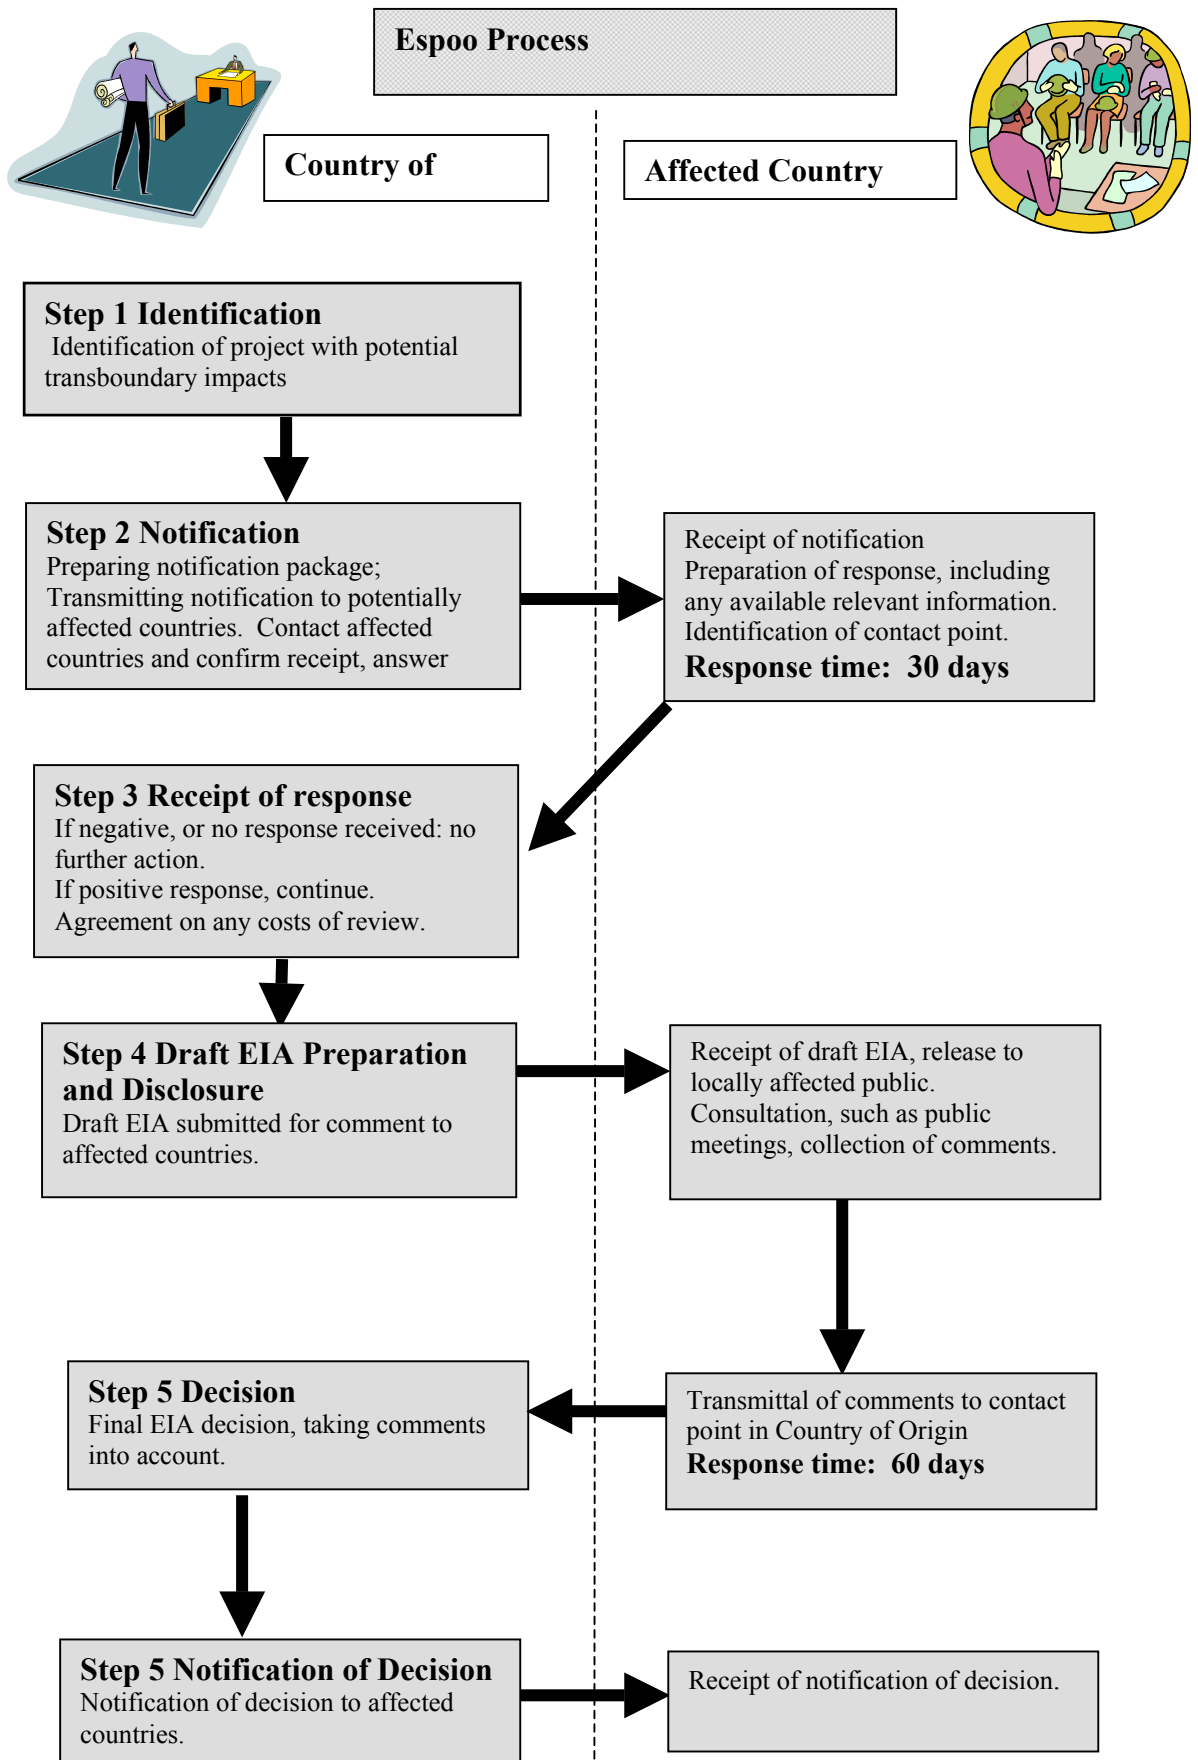 Espoo Process
Country of
Affected Country
Step 1 Identification
Identification of project with potential
transboundary impacts
Step 2 Notification
Preparing notification package;
Transmitting notification to potentially
affected countries.  Contact affected
countries and confirm receipt, answer
Receipt of notification
Preparation of response, including
any available relevant information.
Identification of contact point.
Response time:  30 days
Step 3 Receipt of response
If negative, or no response received: no
further action.
If positive response, continue.
Agreement on any costs of review.
Step 4 Draft EIA Preparation
and Disclosure
Draft EIA submitted for comment to
affected countries.
Receipt of draft EIA, release to
locally affected public.
Consultation, such as public
meetings, collection of comments.
Step 5 Decision
Final EIA decision, taking comments
into account.
Transmittal of comments to contact
point in Country of Origin
Response time:  60 days
Step 5 Notification of Decision
Notification of decision to affected
countries.
Receipt of notification of decision.